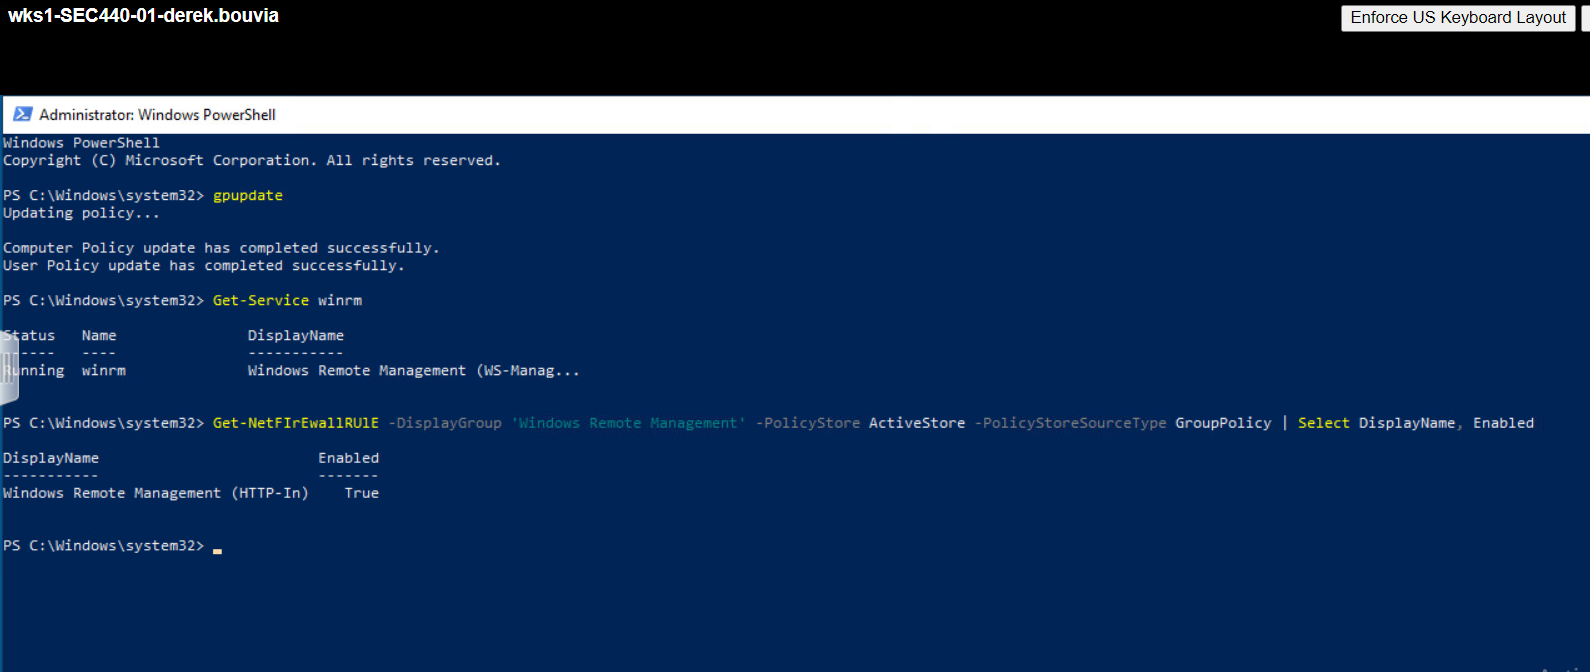 wks1-SEC440-01-derek.bouvia
Enforce US Keyboard Layout
Administrator: Windows PowerShell
Windows PowerShell
Copyright (C) Microsoft Corporation. All rights reserved.
PS C:\Windows\system32> gpupdate
Updating policy...
Computer Policy update has completed successfully.
User Policy update has completed successfully.
PS C:\Windows\system32> Get-Service winrm
Status Name DisplayName
------ ---- -----------
Running winrm Windows Remote Management (WS-Manag...
PS C:\Windows\system32> Get-NetFIrEwallRUlE -DisplayGroup 'Windows Remote Management' -PolicyStore ActiveStore -PolicyStoreSourceType GroupPolicy | Select DisplayName, Enabled
DisplayName Enabled
----------- -------
Windows Remote Management (HTTP-In) True
PS C:\Windows\system32>